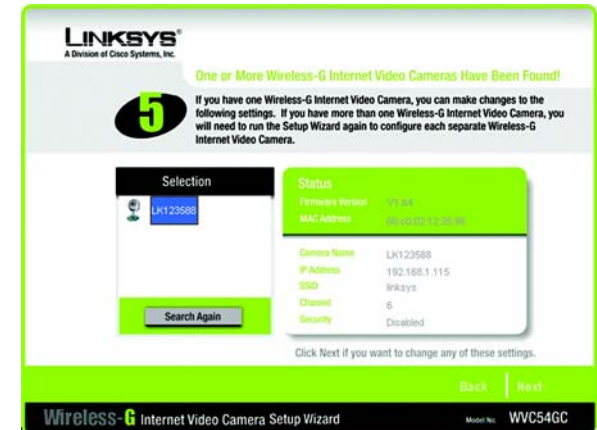 LINKSYS®
A Division of Cisco Systems, Inc.
One or More Wireless-G Internet Video Cameras Have Been Found!
5
If you have one Wireless-G Internet Video Camera, you can make changes to the
following settings. If you have more than one Wireless-G Internet Video Camera, you
will need to run the Setup Wizard again to configure each separate Wireless-G
Internet Video Camera.
Selection
LK123588
Search Again
Status
Firmware Version
MAC Address
Camera Name LK123588
IP Address 192.168.1.115
SSID linksys
Channel 6
Security Disabled
Click Next if you want to change any of these settings.
Back Next
Wireless-G Internet Video Camera Setup Wizard
Model No. WVC54GC